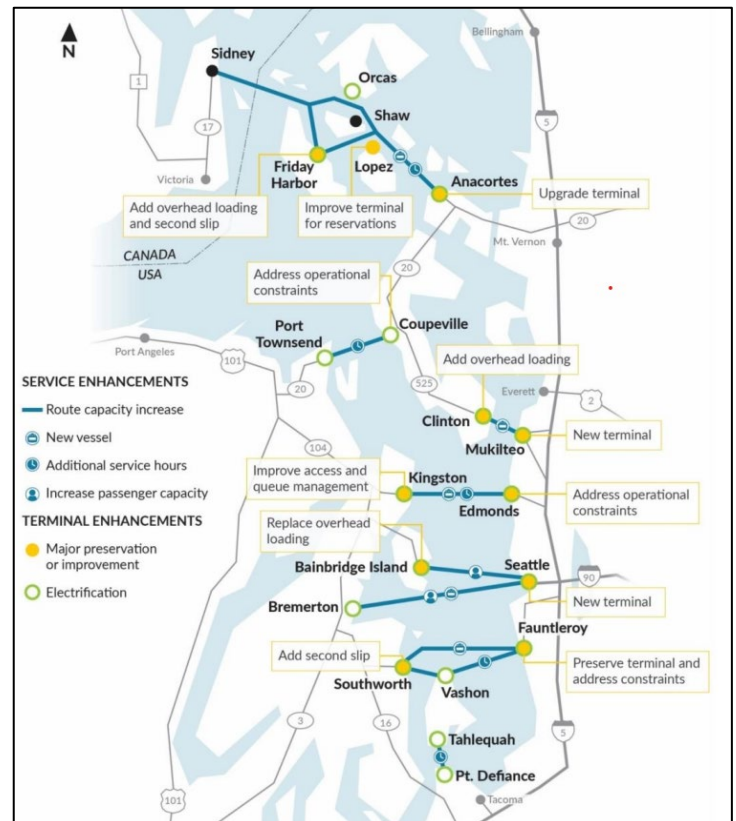 N
Bellingham
Sidney
Orcas
1
Shaw
5
17
Friday
Harbor
Lopez
Anacortes
Victoria
Add overhead loading
and second slip
Improve terminal
for reservations
Upgrade terminal
20
Mt. Vernon
CANADA
USA
20
Address operational
constraints
Port
Townsend
Coupeville
Port Angeles
101
Add overhead loading
20
525
Everett
2
SERVICE ENHANCEMENTS
Route capacity increase
New vessel
Additional service hours
Increase passenger capacity
TERMINAL ENHANCEMENTS
Major preservation
or improvement
Electrification
Clinton
Mukilteo
New terminal
104
Improve access and
queue management
Kingston
Edmonds
Address operational
constraints
Replace overhead
loading
Bainbridge Island
Seattle
90
Bremerton
New terminal
Fauntleroy
Add second slip
Southworth
Vashon
Preserve terminal and
address constraints
3
16
5
Tahlequah
Pt. Defiance
101
Tacoma